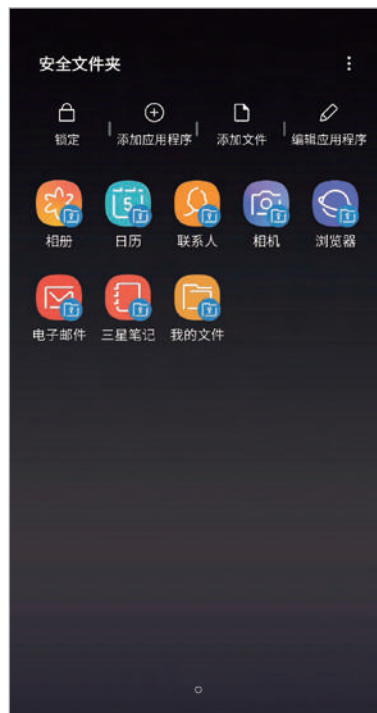 安全文件夹
锁定 添加应用程序 添加文件 编辑应用程序
5
相册 日历 联系人 相机 浏览器
电子邮件 三星笔记 我的文件